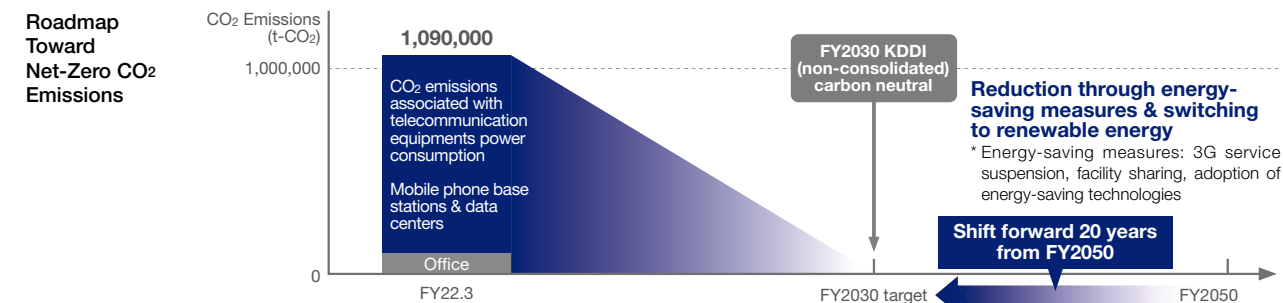 Roadmap
Toward
Net-Zero CO2
Emissions
CO2 Emissions
(t-CO2)
1,090,000
1,000,000
CO2 emissions
associated with
telecommunication
equipments power
consumption
Mobile phone base
stations & data
centers
Office
0
FY22.3
FY2030 KDDI
(non-consolidated)
carbon neutral
Reduction through energy-
saving measures & switching
to renewable energy
* Energy-saving measures: 3G service
suspension, facility sharing, adoption of
energy-saving technologies
Shift forward 20 years
from FY2050
FY2030 target
FY2050